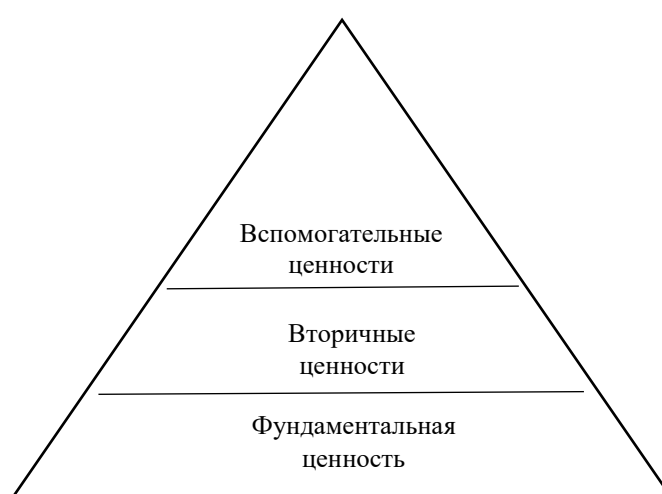 Вспомогательные
ценности
Вторичные
ценности
Фундаментальная
ценность